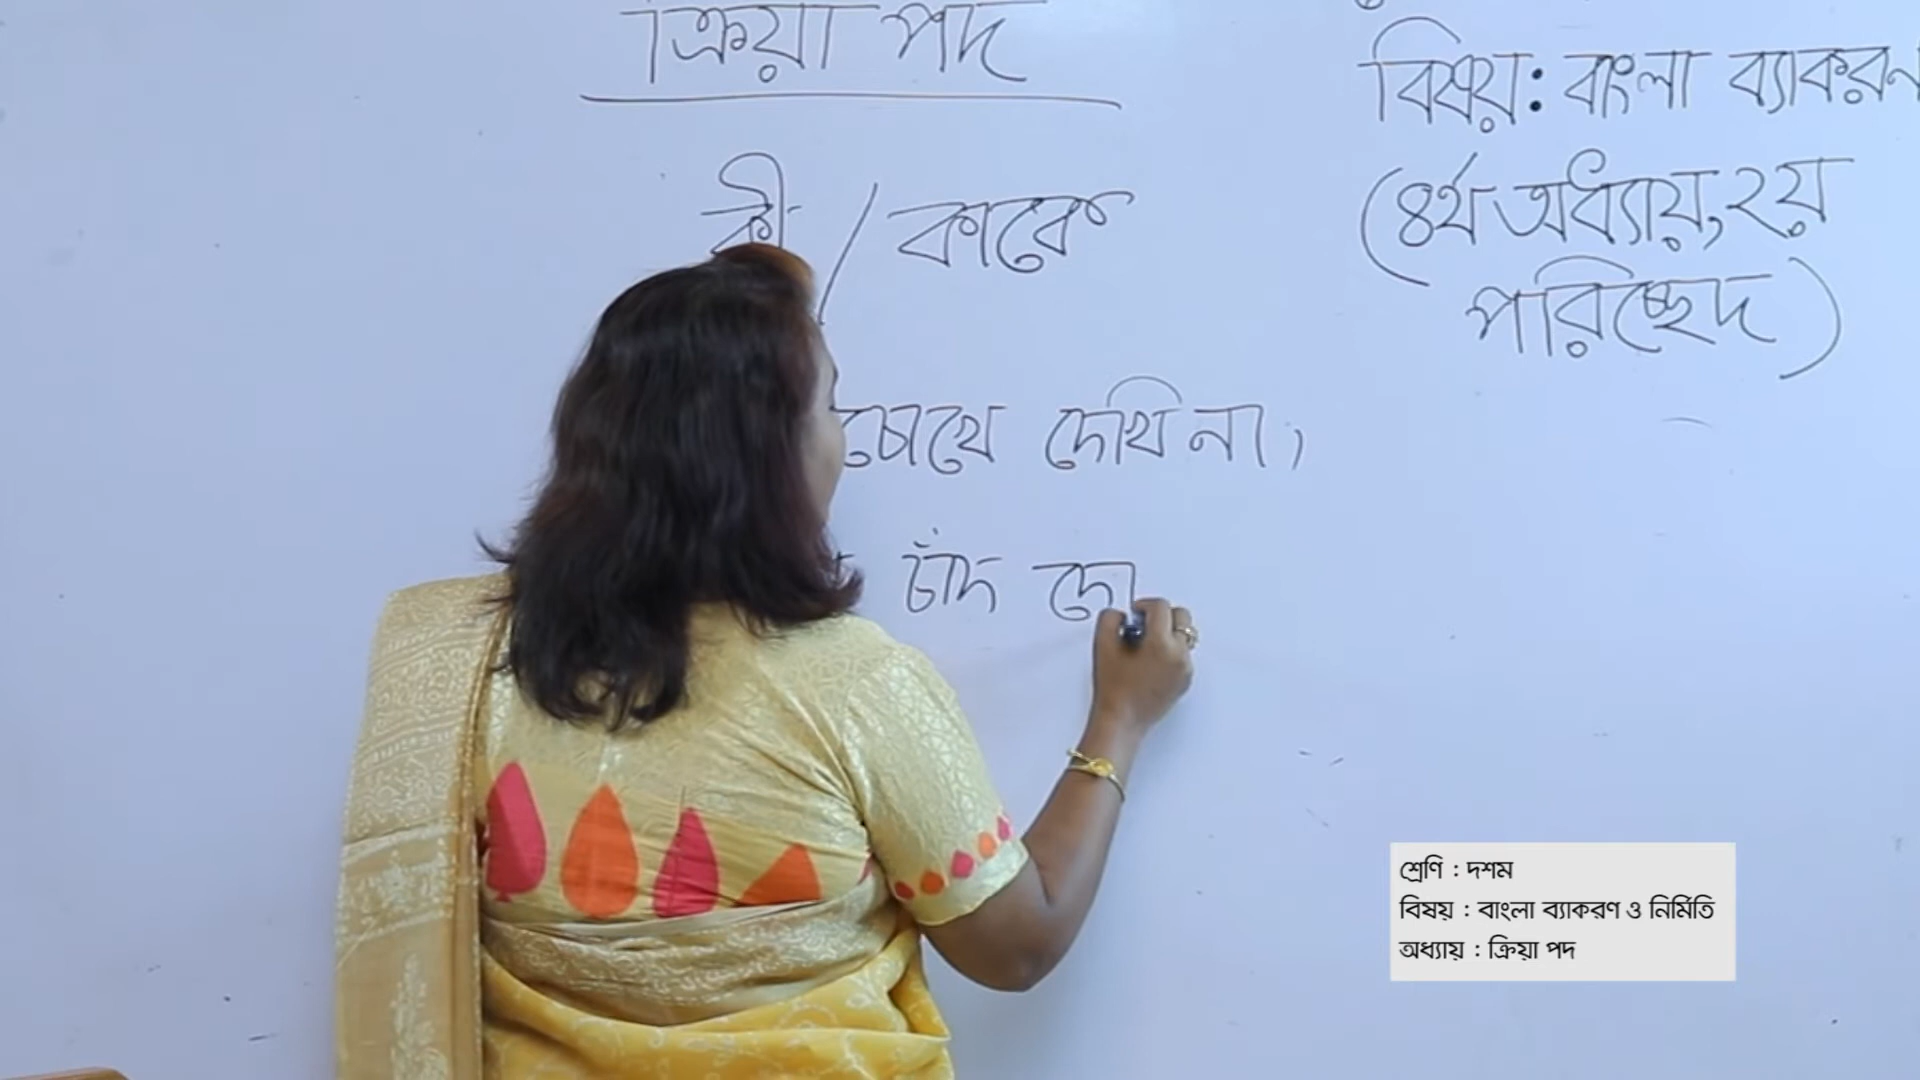 ক্রিয়া পদ
কী / কাকে
চোখে দেখি না।
চাঁদ দে
বিষয়: বাংলা ব্যাকরণ
(৪র্থ অধ্যায়, ২য়
পরিচ্ছেদ)
শ্রেণি : দশম
বিষয় : বাংলা ব্যাকরণ ও নির্মিতি
অধ্যায় : ক্রিয়া পদ